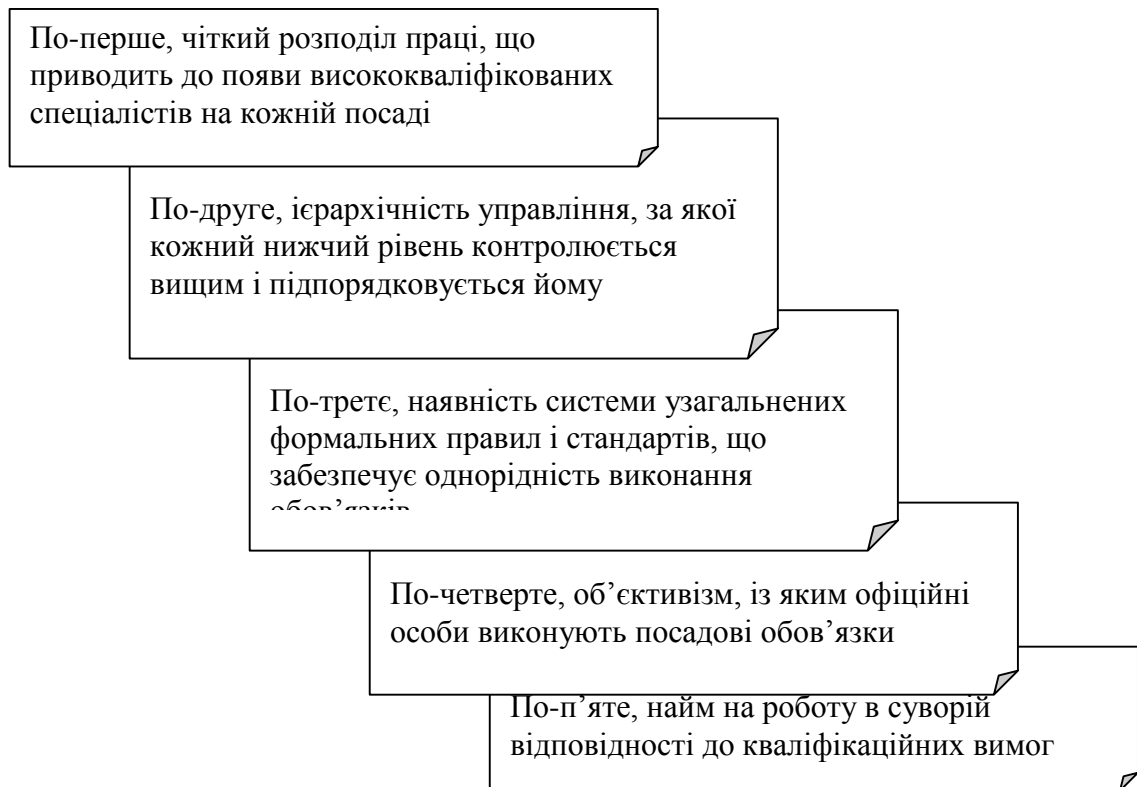 По-перше, чіткий розподіл праці, що
приводить до появи висококваліфікованих
спеціалістів на кожній посаді
По-друге, ієрархічність управління, за якої
кожний нижчий рівень контролюється
вищим і підпорядковується йому
По-третє, наявність системи узагальнених
формальних правил і стандартів, що
забезпечує однорідність виконання
обов’язків
По-четверте, об’єктивізм, із яким офіційні
особи виконують посадові обов’язки
По-п’яте, найм на роботу в суворій
відповідності до кваліфікаційних вимог